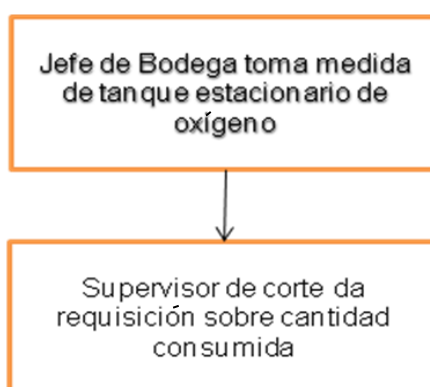 Jefe de Bodega toma medida
de tanque estacionario de
oxígeno
Supervisor de corte da
requisición sobre cantidad
consumida